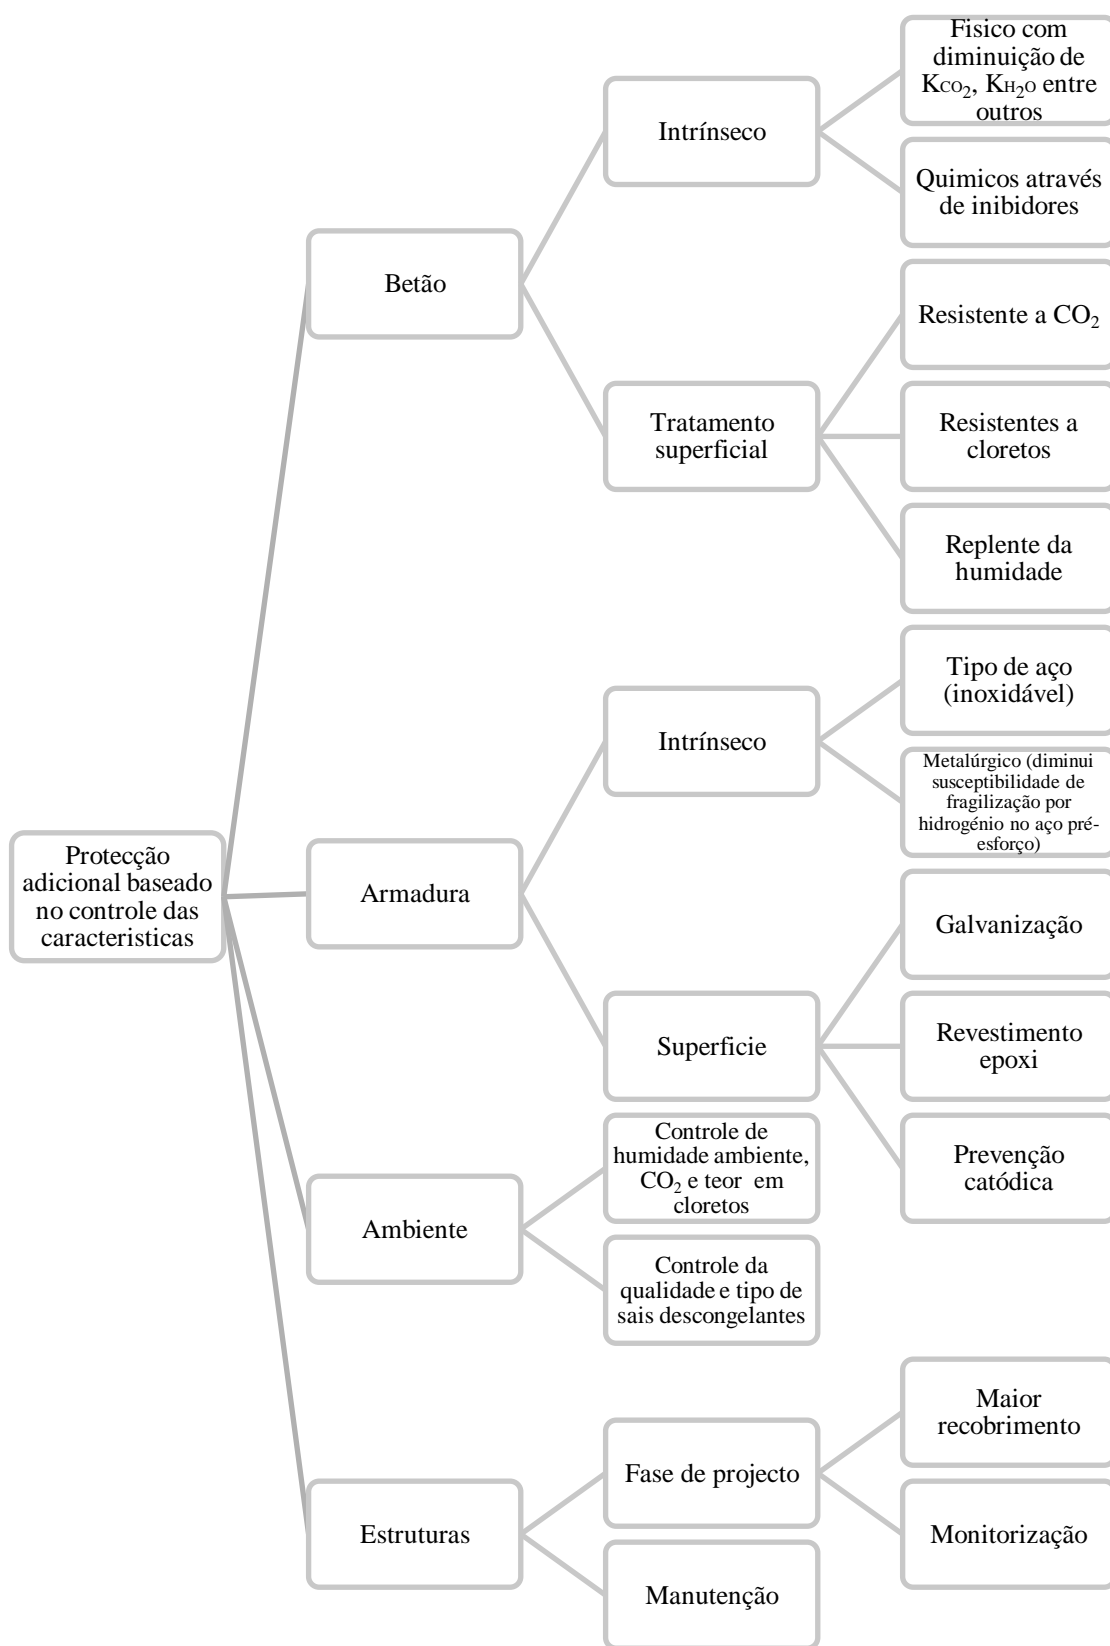 Fisico com
diminuição de
KCO₂, KH₂O entre
outros
Intrínseco
Quimicos através
de inibidores
Betão
Resistente a CO₂
Tratamento
superficial
Resistentes a
cloretos
Replente da
humidade
Protecção
adicional baseado
no controle das
caracteristicas
Armadura
Intrínseco
Tipo de aço
(inoxidável)
Metalúrgico (diminui
susceptibilidade de
fragilização por
hidrogénio no aço pré-
esforço)
Superficie
Galvanização
Revestimento
epoxi
Prevenção
catódica
Ambiente
Controle de
humidade ambiente,
CO₂ e teor em
cloretos
Controle da
qualidade e tipo de
sais descongelantes
Estruturas
Fase de projecto
Maior
recobrimento
Monitorização
Manutenção